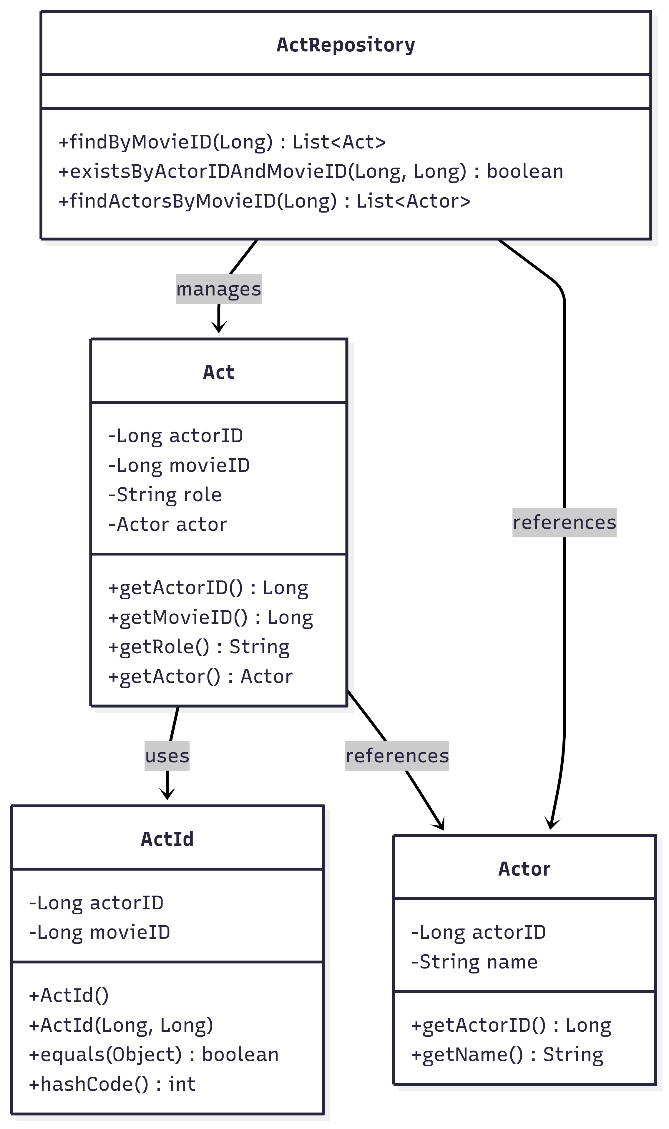 ActRepository
+findByMovieID(Long) : List<Act>
+existsByActorIDAndMovieID(Long, Long) : boolean
+findActorsByMovieID(Long) : List<Actor>
manages
Act
-Long actorID
-Long movieID
-String role
-Actor actor
+getActorID() : Long
+getMovieID() : Long
+getRole() : String
+getActor() : Actor
references
uses
references
ActId
-Long actorID
-Long movieID
+ActId()
+ActId(Long, Long)
+equals(Object) : boolean
+hashCode() : int
Actor
-Long actorID
-String name
+getActorID() : Long
+getName() : String